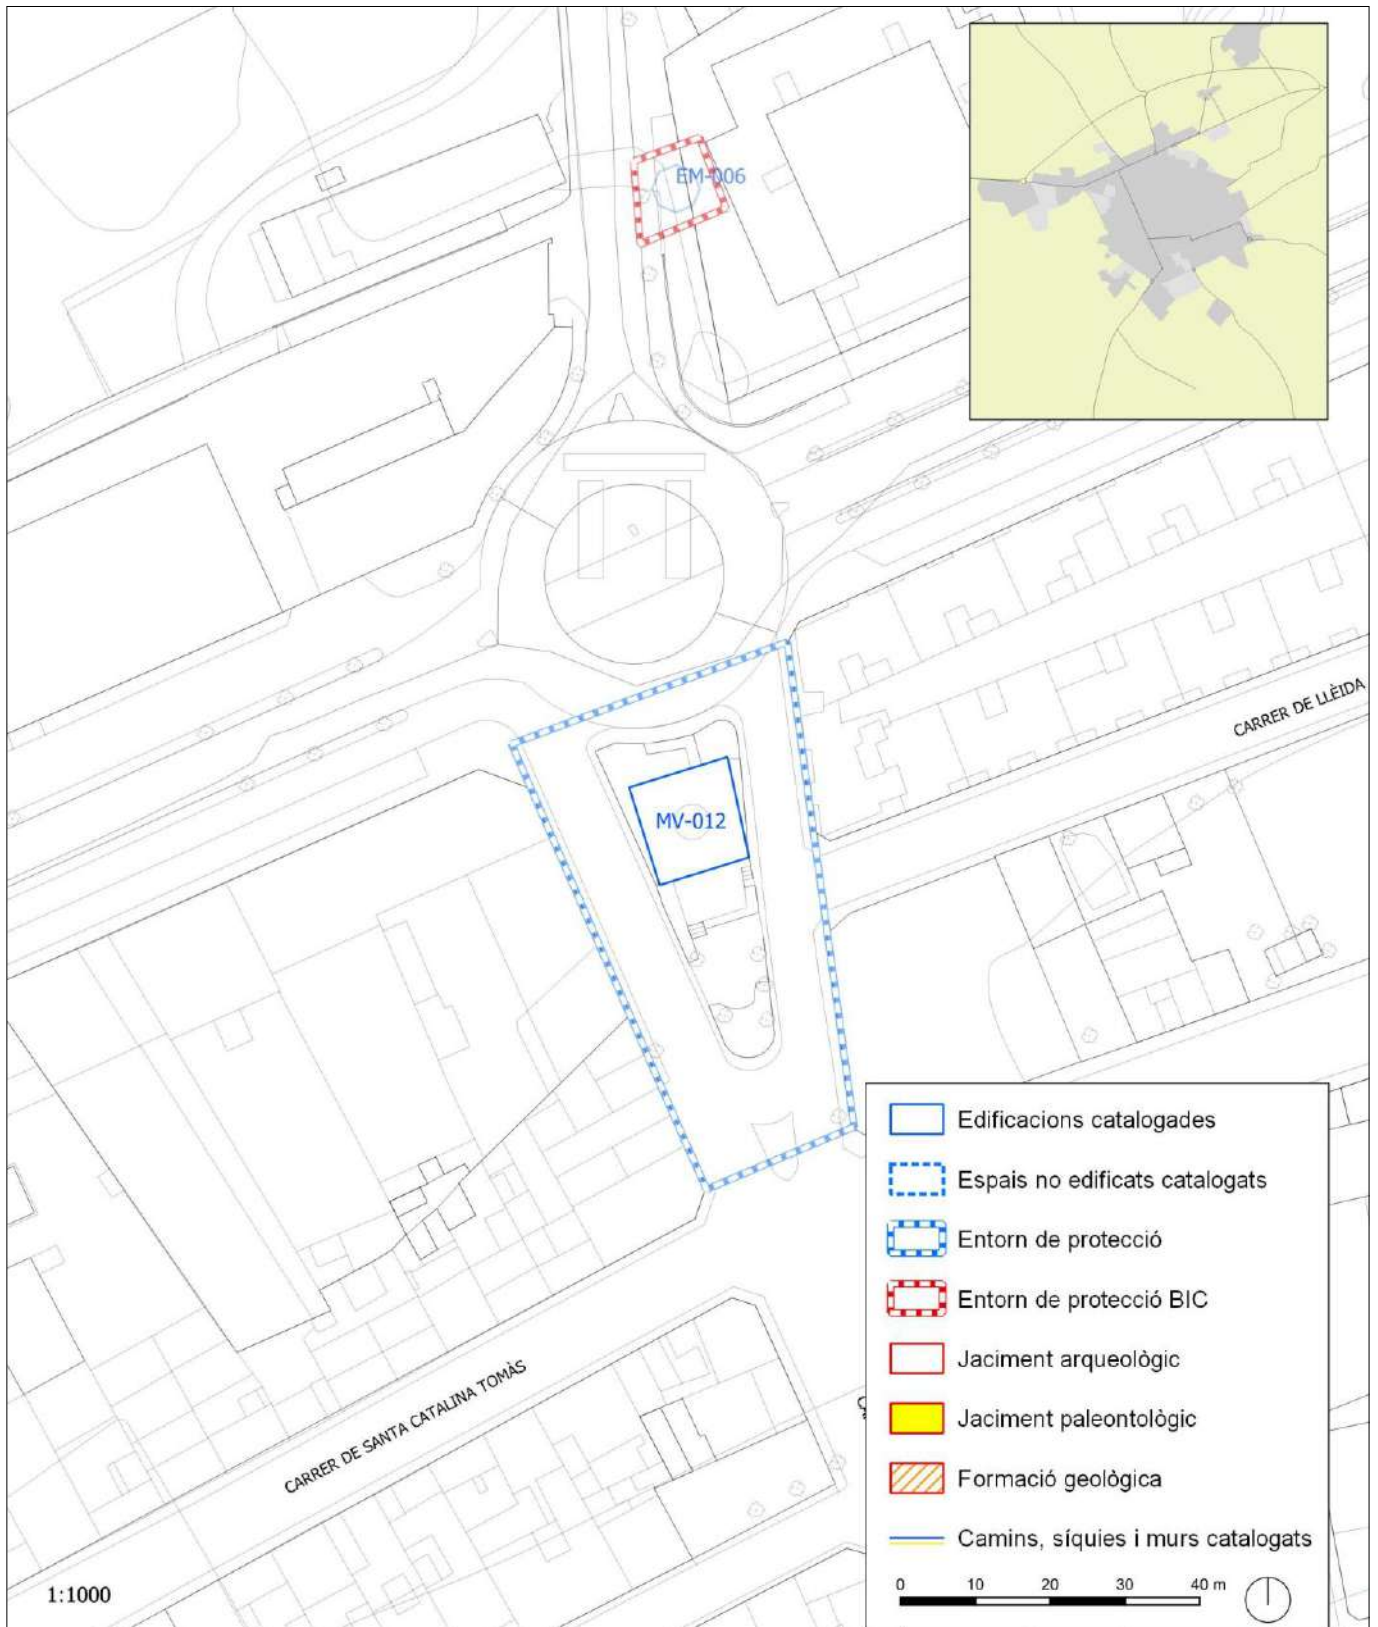 EM-006
CARRER DE LLÈIDA
MV-012
CARRER DE SANTA CATALINA TOMÀS
Edificacions catalogades
Espais no edificats catalogats
Entorn de protecció
Entorn de protecció BIC
Jaciment arqueològic
Jaciment paleontològic
Formació geològica
Camins, síquies i murs catalogats
0 10 20 30 40 m
1:1000